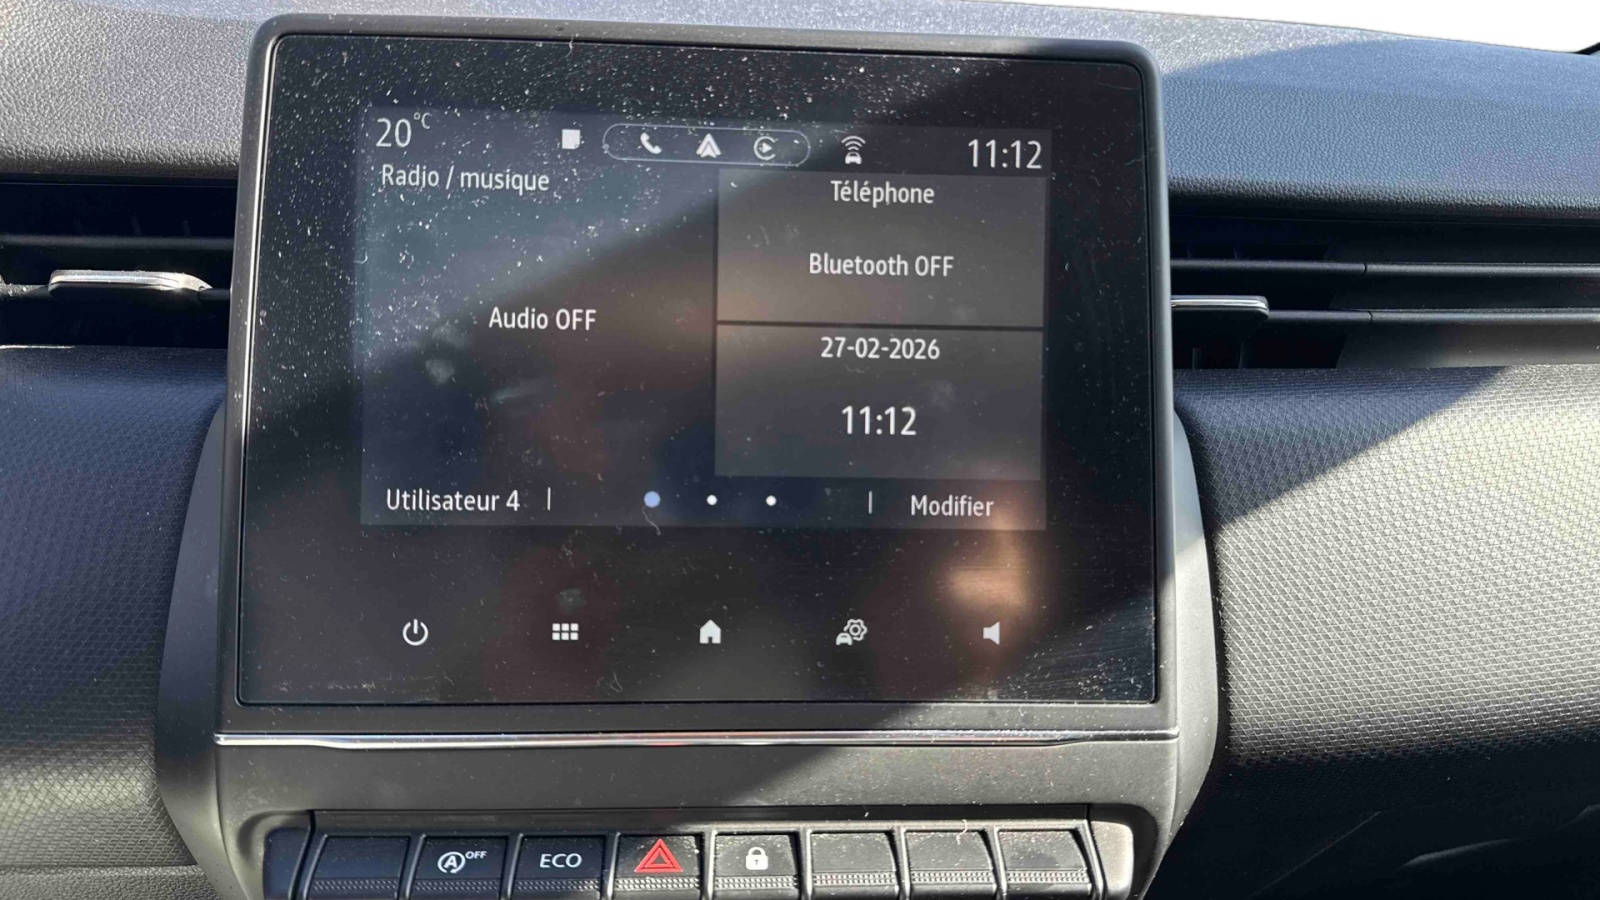 20°C
11:12
Radio / musique
Téléphone
Bluetooth OFF
Audio OFF
27-02-2026
11:12
Utilisateur 4
Modifier
A OFF
ECO